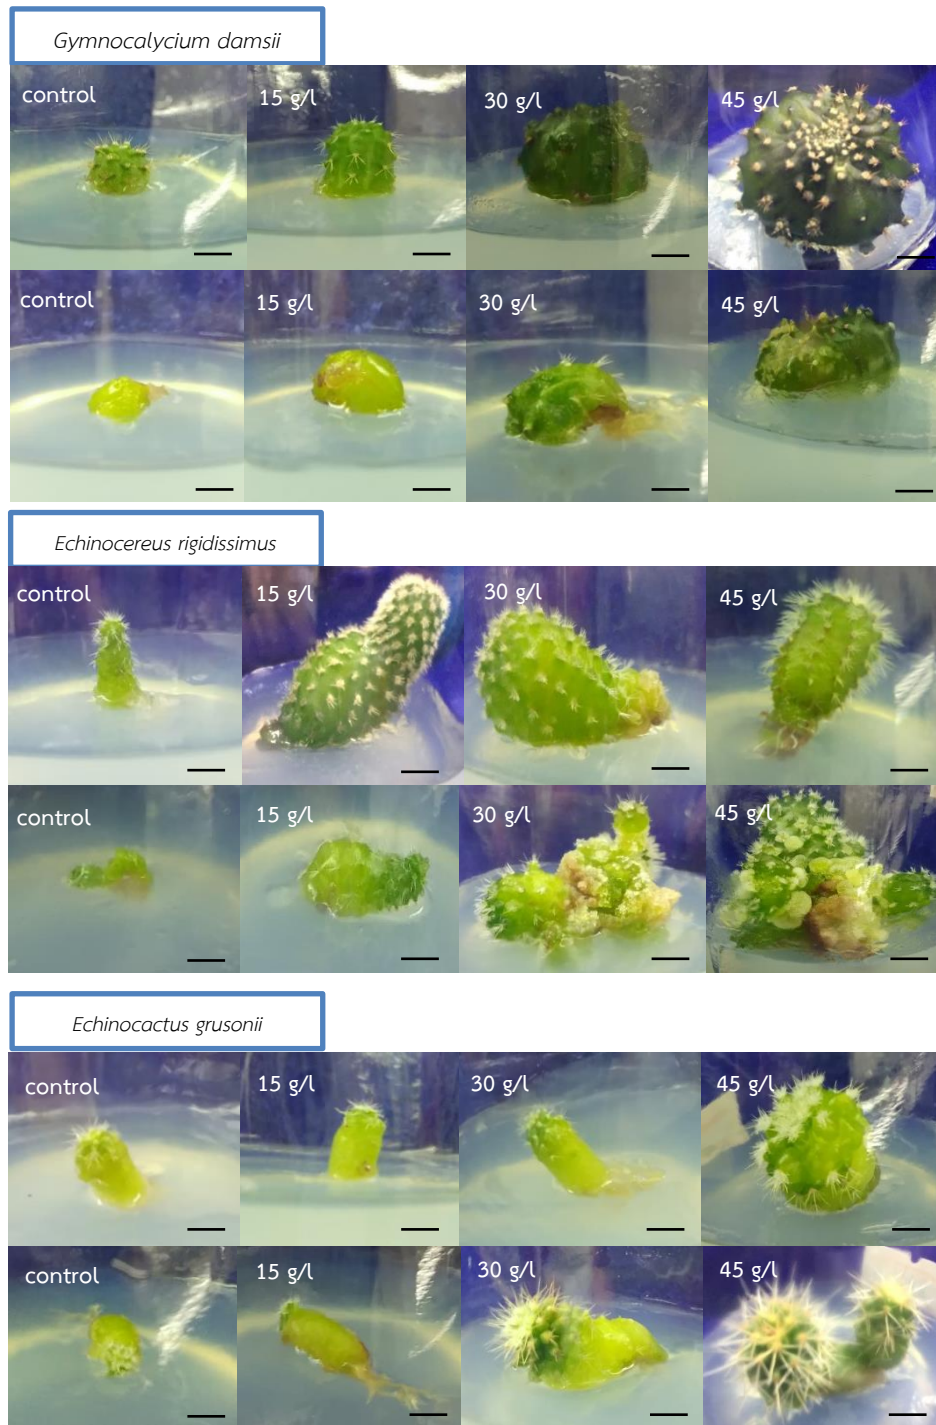 Gymnocalycium damsii
control
15 g/l
30 g/l
45 g/l
control
15 g/l
30 g/l
45 g/l
Echinocereus rigidissimus
control
15 g/l
30 g/l
45 g/l
control
15 g/l
30 g/l
45 g/l
Echinocactus grusonii
control
15 g/l
30 g/l
45 g/l
control
15 g/l
30 g/l
45 g/l